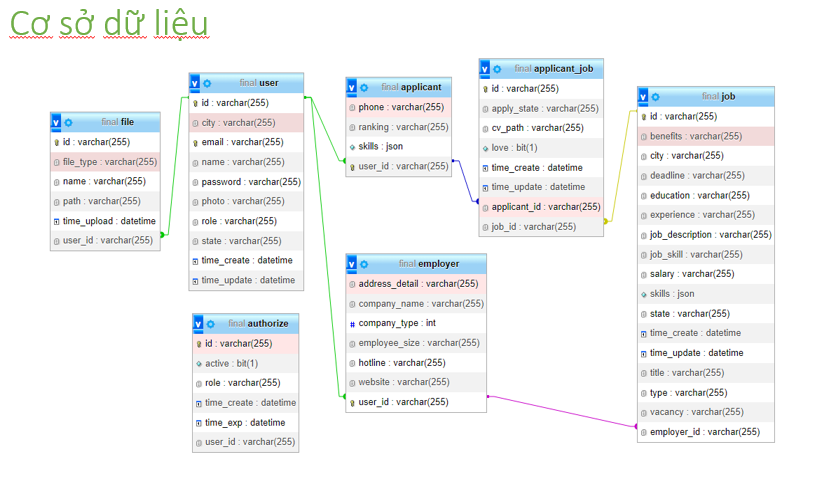 Cơ sở dữ liệu
final file
id : varchar(255)
file_type : varchar(255)
name : varchar(255)
path : varchar(255)
time_upload : datetime
user_id : varchar(255)
final user
id : varchar(255)
city : varchar(255)
email : varchar(255)
name : varchar(255)
password : varchar(255)
photo : varchar(255)
role : varchar(255)
state : varchar(255)
time_create : datetime
time_update : datetime
final authorize
id : varchar(255)
active : bit(1)
role : varchar(255)
time_create : datetime
time_exp : datetime
user_id : varchar(255)
final applicant
phone : varchar(255)
ranking : varchar(255)
skills : json
user_id : varchar(255)
final employer
address_detail : varchar(255)
company_name : varchar(255)
company_type : int
employee_size : varchar(255)
hotline : varchar(255)
website : varchar(255)
user_id : varchar(255)
final applicant_job
id : varchar(255)
apply_state : varchar(255)
cv_path : varchar(255)
love : bit(1)
time_create : datetime
time_update : datetime
applicant_id : varchar(255)
job_id : varchar(255)
final job
id : varchar(255)
benefits : varchar(255)
city : varchar(255)
deadline : varchar(255)
education : varchar(255)
experience : varchar(255)
job_description : varchar(255)
job_skill : varchar(255)
salary : varchar(255)
skills : json
state : varchar(255)
time_create : datetime
time_update : datetime
title : varchar(255)
type : varchar(255)
vacancy : varchar(255)
employer_id : varchar(255)